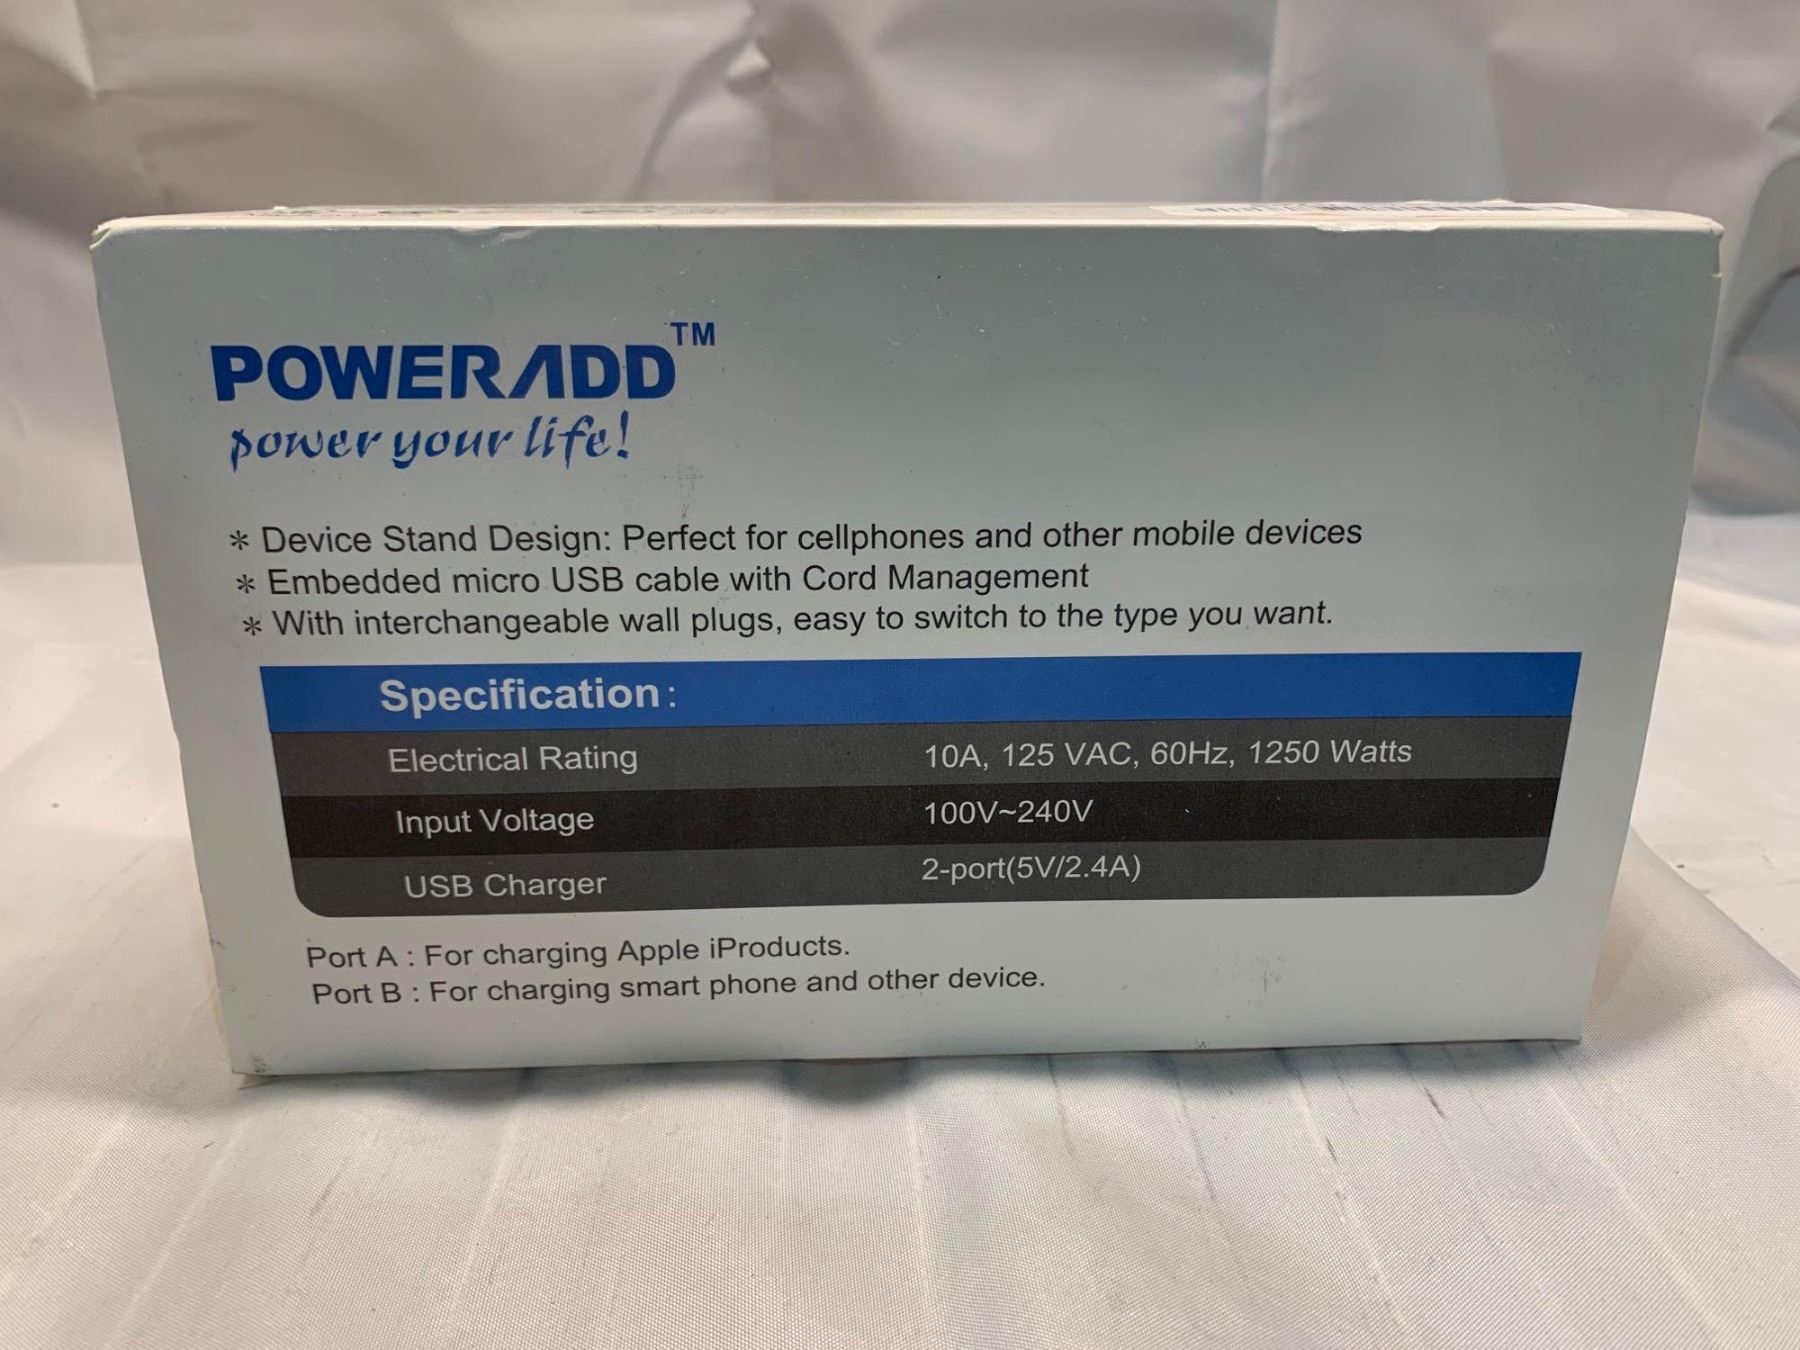 POWERADD™
power your life!
* Device Stand Design: Perfect for cellphones and other mobile devices
* Embedded micro USB cable with Cord Management
* With interchangeable wall plugs, easy to switch to the type you want.
Specification:
Electrical Rating 10A, 125 VAC, 60Hz, 1250 Watts
Input Voltage 100V~240V
USB Charger 2-port(5V/2.4A)
Port A : For charging Apple iProducts.
Port B : For charging smart phone and other device.